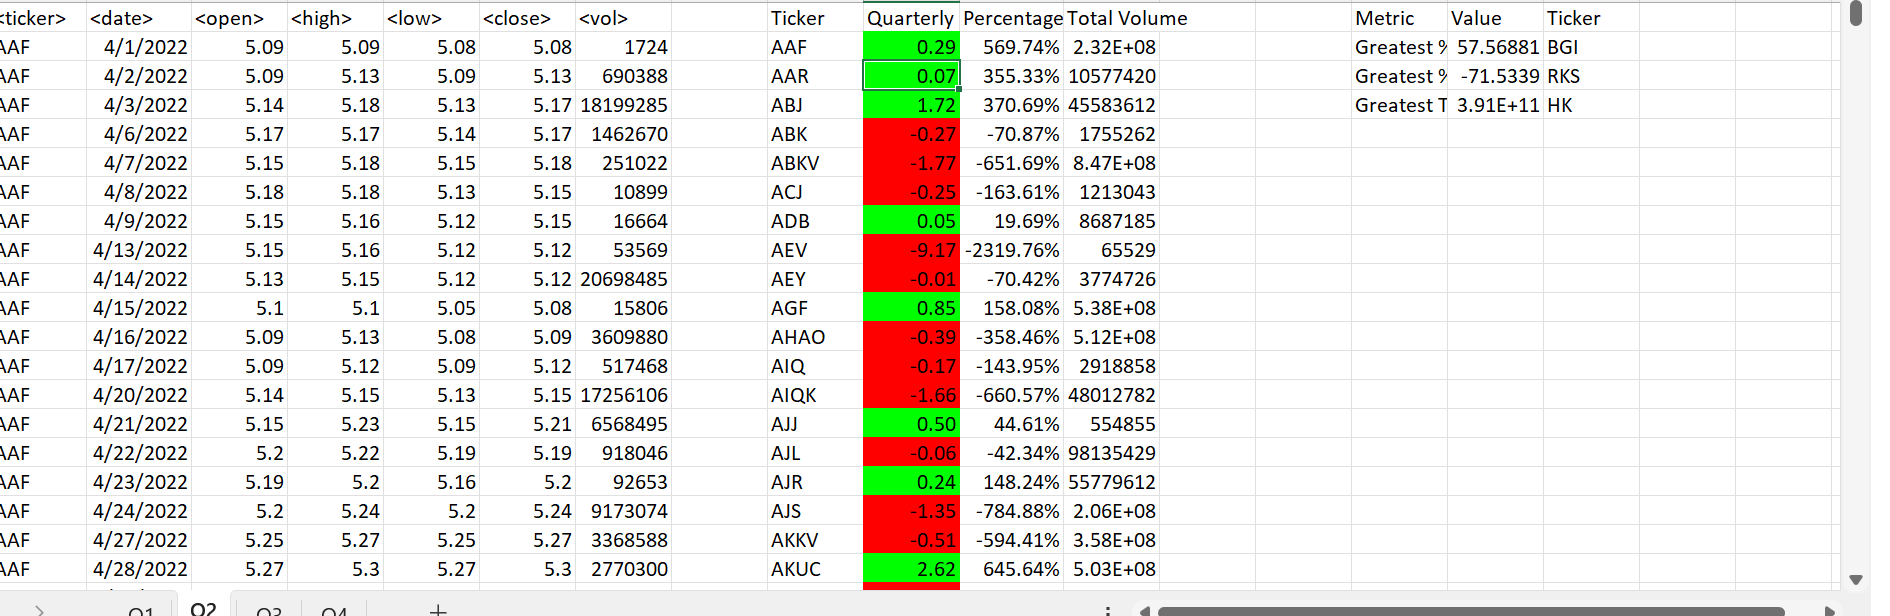 <ticker> <date> <open> <high> <low> <close> <vol> Ticker Quarterly Percentage Total Volume Metric Value Ticker
AAF 4/1/2022 5.09 5.09 5.08 5.08 1724 AAF 0.29 569.74% 2.32E+08 Greatest % 57.56881 BGI
AAF 4/2/2022 5.09 5.13 5.09 5.13 690388 AAR 0.07 355.33% 10577420 Greatest % -71.5339 RKS
AAF 4/3/2022 5.14 5.18 5.13 5.17 18199285 ABJ 1.72 370.69% 45583612 Greatest T 3.91E+11 HK
AAF 4/6/2022 5.17 5.17 5.14 5.17 1462670 ABK -0.27 -70.87% 1755262
AAF 4/7/2022 5.15 5.18 5.15 5.18 251022 ABKV -1.77 -651.69% 8.47E+08
AAF 4/8/2022 5.18 5.18 5.13 5.15 10899 ACJ -0.25 -163.61% 1213043
AAF 4/9/2022 5.15 5.16 5.12 5.15 16664 ADB 0.05 19.69% 8687185
AAF 4/13/2022 5.15 5.16 5.12 5.12 53569 AEV -9.17 -2319.76% 65529
AAF 4/14/2022 5.13 5.15 5.12 5.12 20698485 AEY -0.01 -70.42% 3774726
AAF 4/15/2022 5.1 5.1 5.05 5.08 15806 AGF 0.85 158.08% 5.38E+08
AAF 4/16/2022 5.09 5.13 5.08 5.09 3609880 AHAO -0.39 -358.46% 5.12E+08
AAF 4/17/2022 5.09 5.12 5.09 5.12 517468 AIQ -0.17 -143.95% 2918858
AAF 4/20/2022 5.14 5.15 5.13 5.15 17256106 AIQK -1.66 -660.57% 48012782
AAF 4/21/2022 5.15 5.23 5.15 5.21 6568495 AJJ 0.50 44.61% 554855
AAF 4/22/2022 5.2 5.22 5.19 5.19 918046 AJL -0.06 -42.34% 98135429
AAF 4/23/2022 5.19 5.2 5.16 5.2 92653 AJR 0.24 148.24% 55779612
AAF 4/24/2022 5.2 5.24 5.2 5.24 9173074 AJS -1.35 -784.88% 2.06E+08
AAF 4/27/2022 5.25 5.27 5.25 5.27 3368588 AKKV -0.51 -594.41% 3.58E+08
AAF 4/28/2022 5.27 5.3 5.27 5.3 2770300 AKUC 2.62 645.64% 5.03E+08
Q1 Q2 Q3 Q4